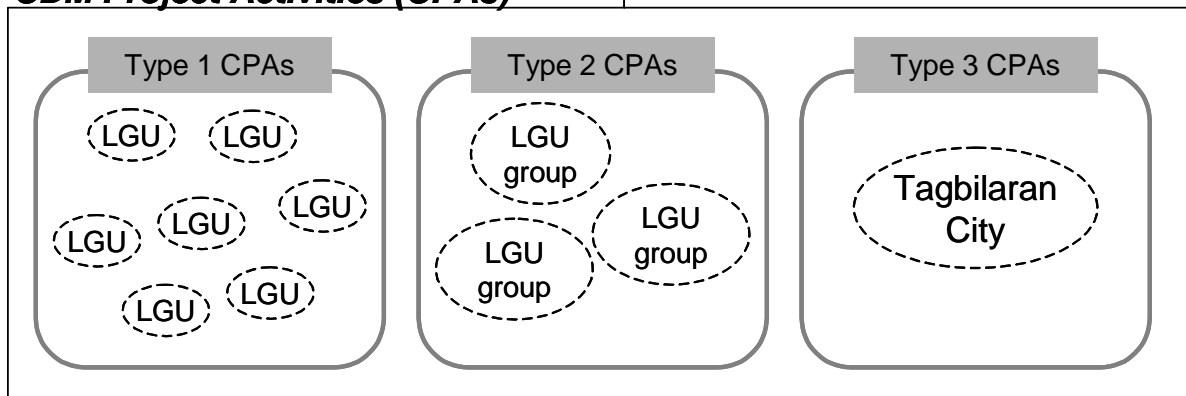 CDM Project Activities (CPAs)
Type 1 CPAs
LGU
LGU
LGU
LGU
LGU
LGU
LGU
Type 2 CPAs
LGU
group
LGU
group
LGU
group
Type 3 CPAs
Tagbilaran
City